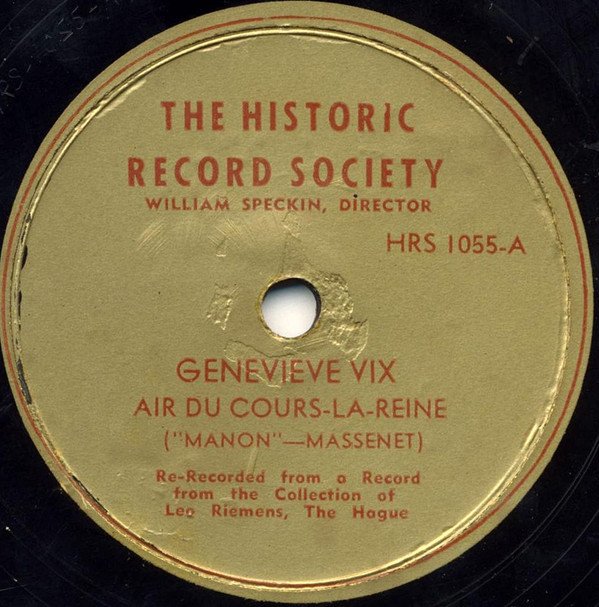 THE HISTORIC
RECORD SOCIETY
WILLIAM SPECKIN, DIRECTOR
HRS 1055-A
GENEVIEVE VIX
AIR DU COURS-LA-REINE
("MANON"—MASSENET)
Re-Recorded from a Record
from the Collection of
Leo Riemens, The Hague